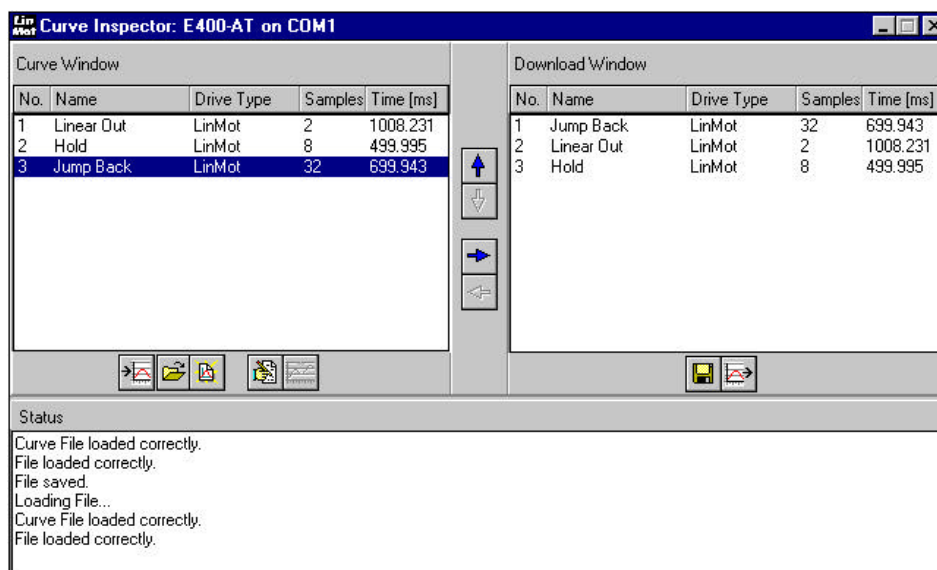 Lin Mot Curve Inspector: E400-AT on COM1
Curve Window
No. Name Drive Type Samples Time [ms]
1 Linear Out LinMot 2 1008.231
2 Hold LinMot 8 499.995
3 Jump Back LinMot 32 699.943
Download Window
No. Name Drive Type Samples Time [ms]
1 Jump Back LinMot 32 699.943
2 Linear Out LinMot 2 1008.231
3 Hold LinMot 8 499.995
Status
Curve File loaded correctly.
File loaded correctly.
File saved.
Loading File...
Curve File loaded correctly.
File loaded correctly.